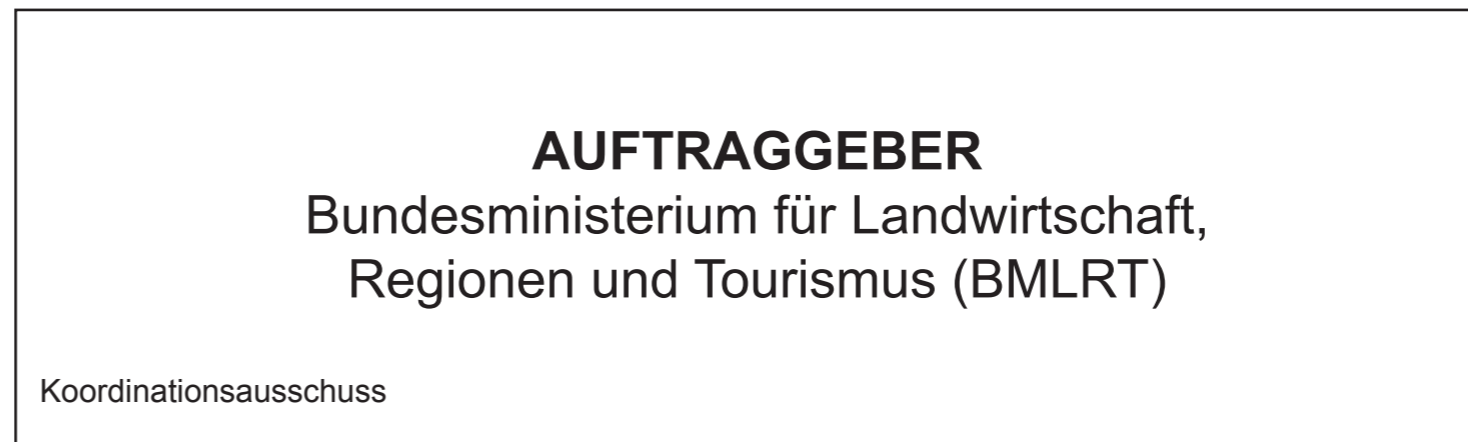 AUFTRAGGEBER
Bundesministerium für Landwirtschaft,
Regionen und Tourismus (BMLRT)
Koordinationsausschuss